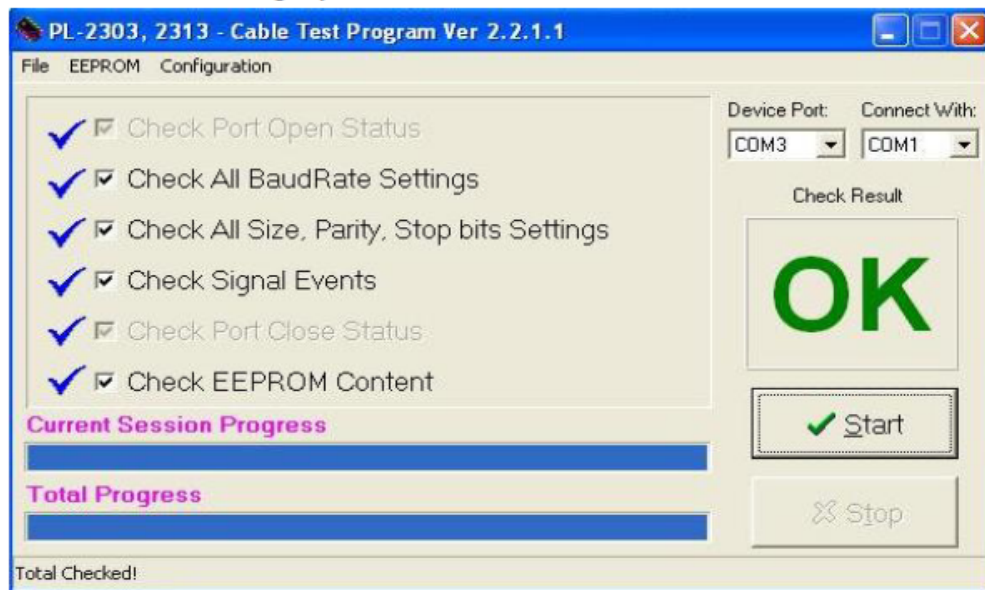 PL-2303, 2313 - Cable Test Program Ver 2.2.1.1
File EEPROM Configuration
Check Port Open Status
Check All BaudRate Settings
Check All Size, Parity, Stop bits Settings
Check Signal Events
Check Port Close Status
Check EEPROM Content
Current Session Progress
Total Progress
Device Port: Connect With:
COM3 COM1
Check Result
OK
Start
Stop
Total Checked!